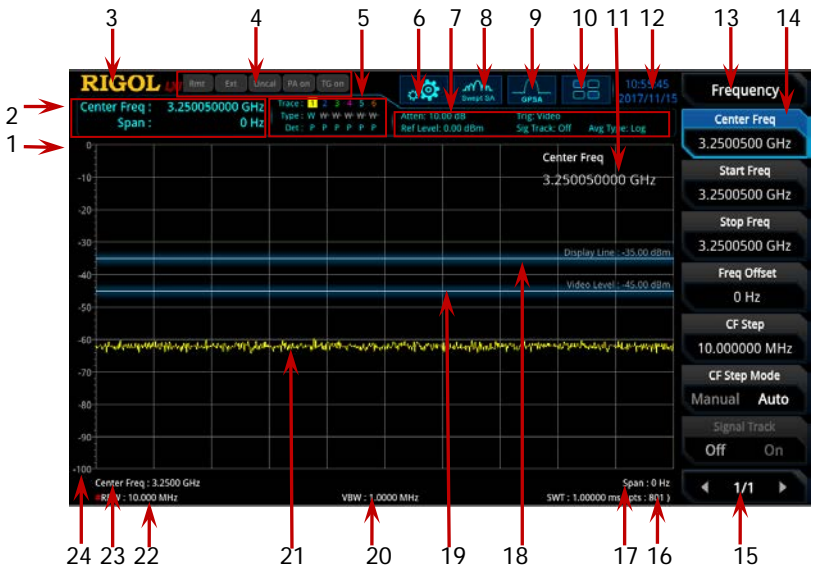 3 4 5 6 7 8 9 10 11 12 13 14
RIGOL Rmt Ext Uncal PA on TG on
Swept SA GPSA
10:55:45
2017/11/15
2
Center Freq : 3.250050000 GHz
Span : 0 Hz
Trace : 1 2 3 4 5 6
Type : W W W W W W
Det : P P P P P P
Atten: 10.00 dB Trig: Video
Ref Level: 0.00 dBm Sig Track: Off Avg Type: Log
1
0
-10
-20
-30
-40
-50
-60
-70
-80
-90
-100
Center Freq
3.250050000 GHz
Display Line : -35.00 dBm
Video Level : -45.00 dBm
Center Freq : 3.2500 GHz Span : 0 Hz
RBW : 10.000 MHz VBW : 1.0000 MHz SWT : 1.00000 ms pts : 801 )
Frequency
Center Freq
3.2500500 GHz
Start Freq
3.2500500 GHz
Stop Freq
3.2500500 GHz
Freq Offset
0 Hz
CF Step
10.000000 MHz
CF Step Mode
Manual Auto
Signal Track
Off On
1/1
24 23 22 21 20 19 18 17 16 15